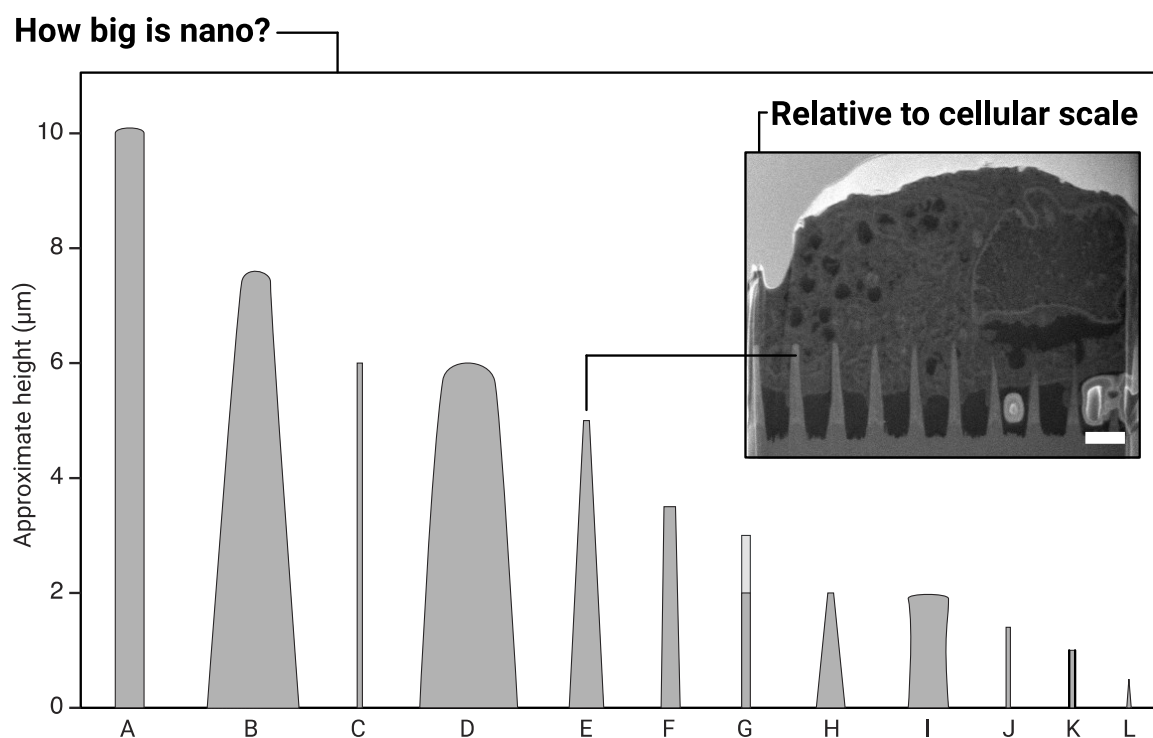 How big is nano?
Relative to cellular scale
Approximate height (μm)
10
8
6
4
2
0
A B C D E F G H I J K L